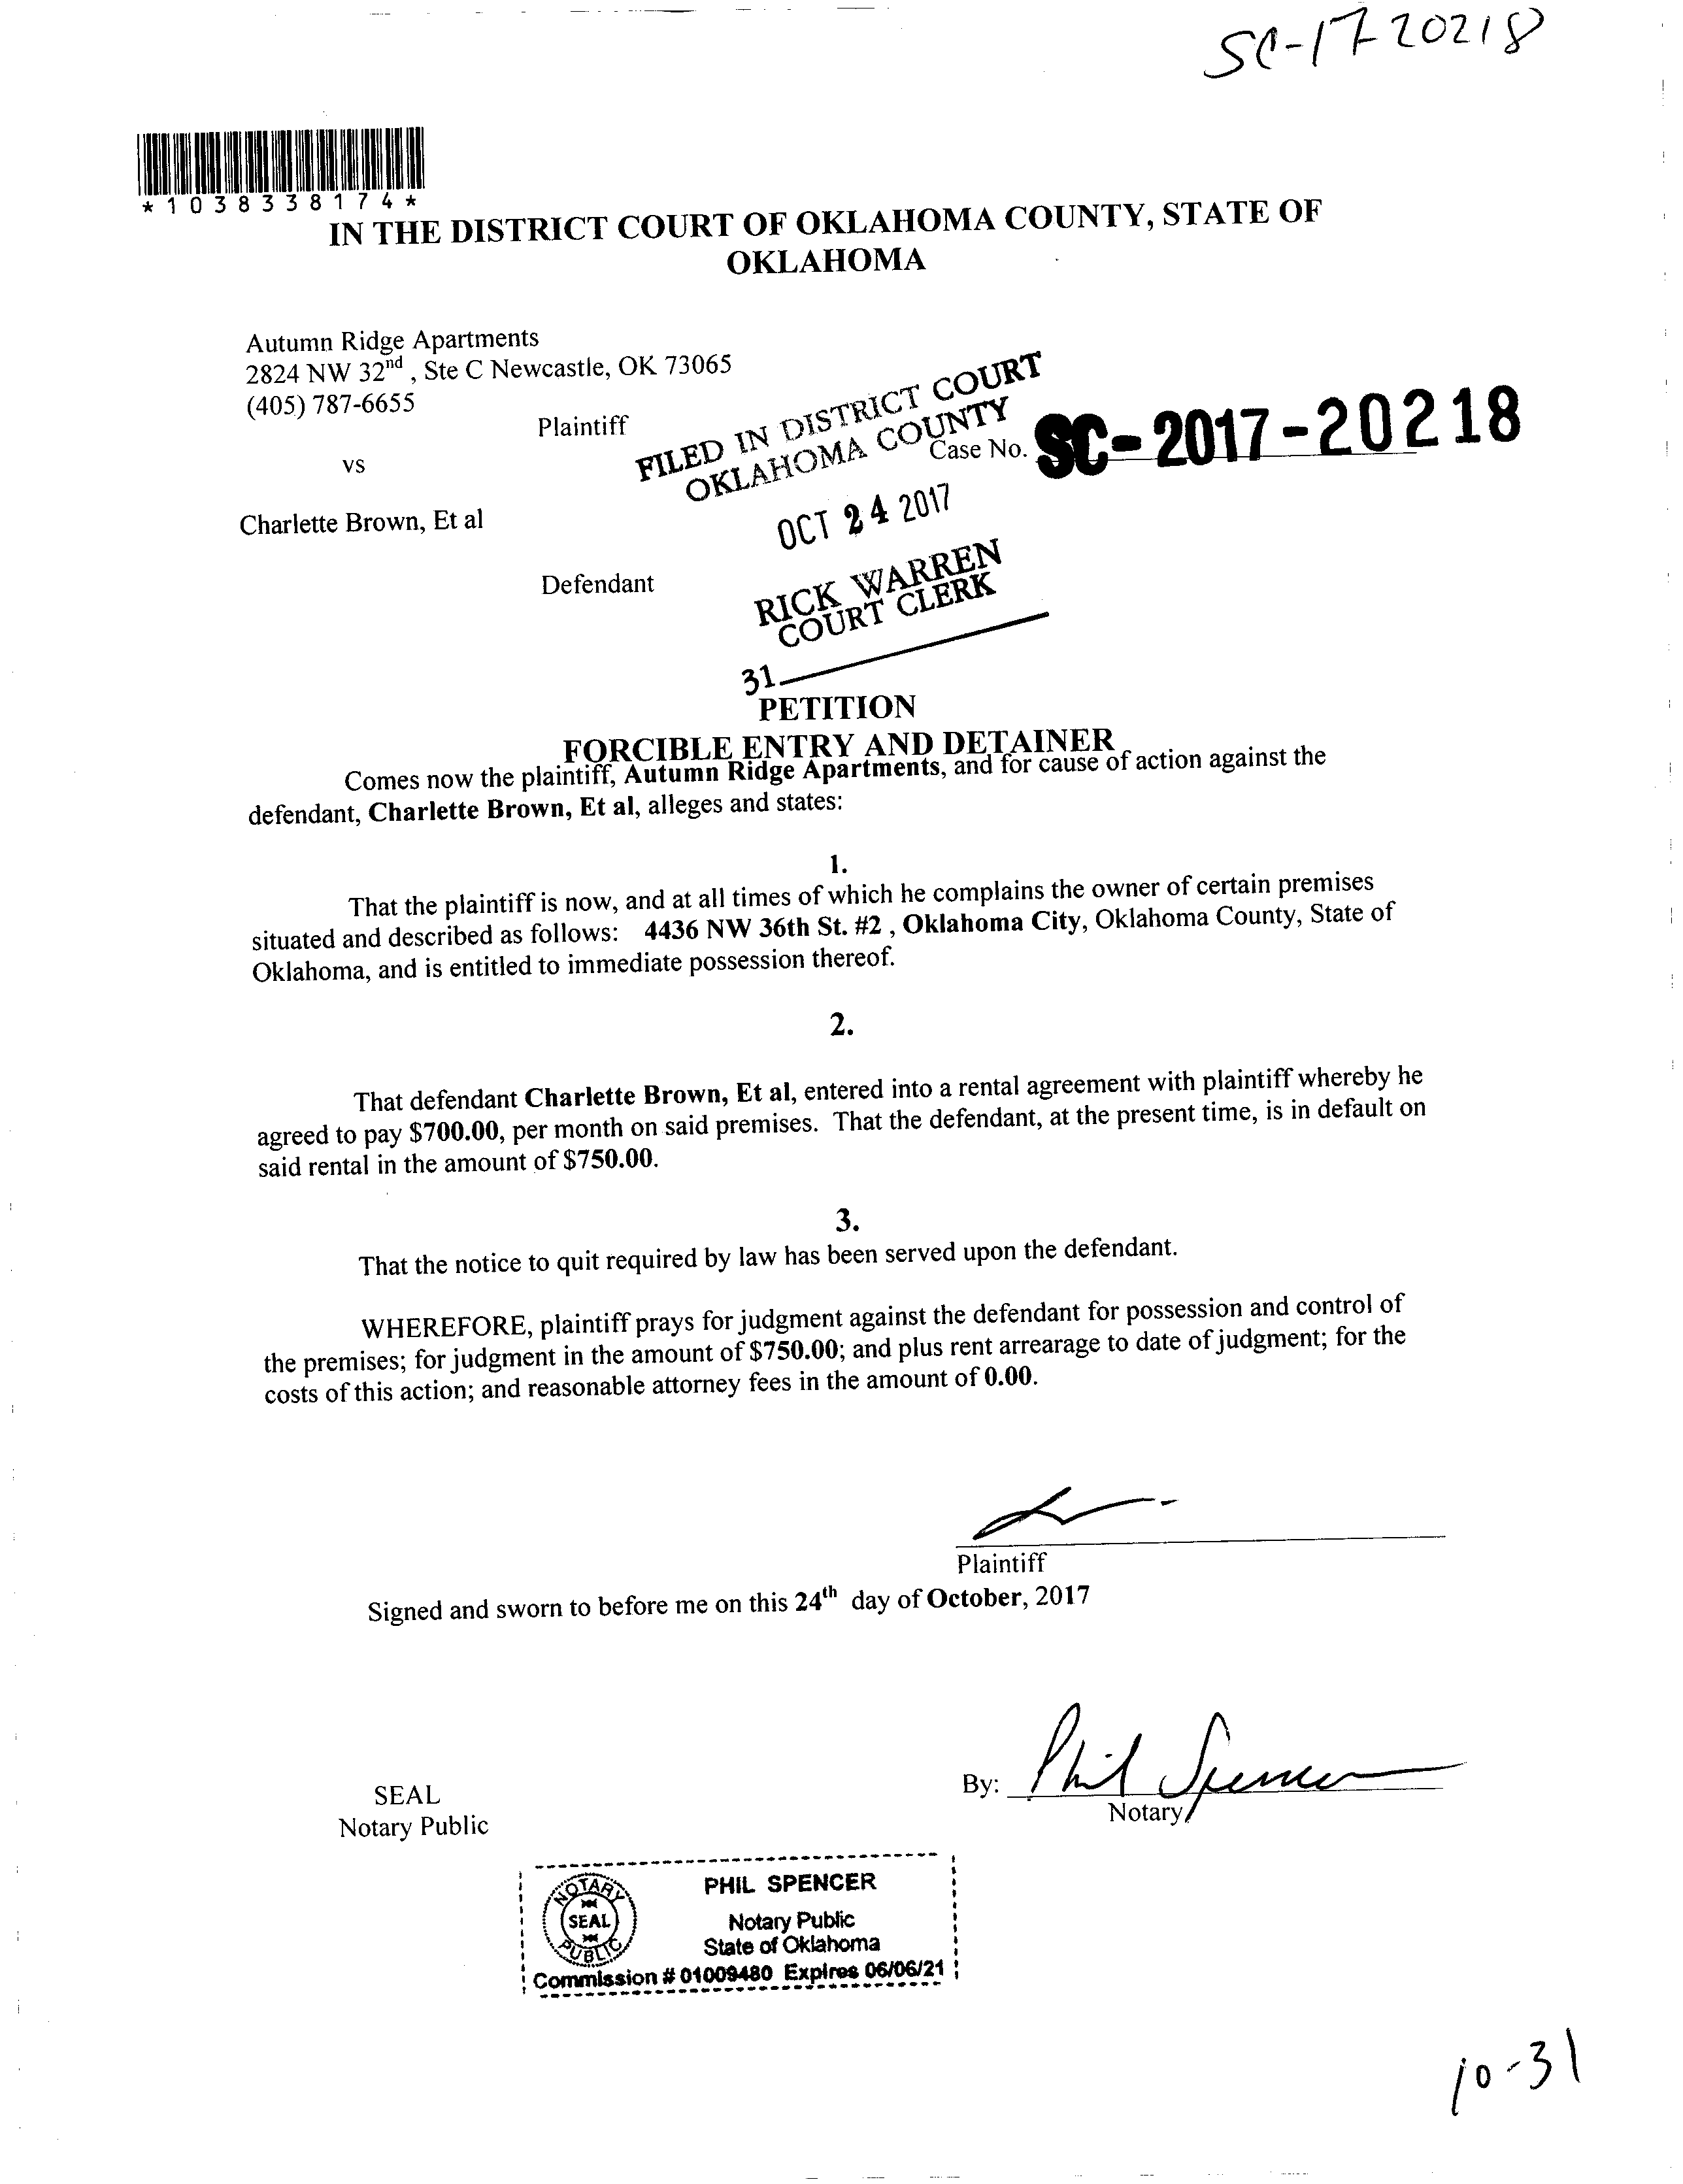 SC-17-20218
*1038338174*
IN THE DISTRICT COURT OF OKLAHOMA COUNTY, STATE OF
OKLAHOMA
Autumn Ridge Apartments
2824 NW 32nd , Ste C Newcastle, OK 73065
(405) 787-6655
Plaintiff
vs
Charlette Brown, Et al
Defendant
FILED IN DISTRICT COURT
OKLAHOMA COUNTY
Case No. SC-2017-20218
OCT 24 2017
RICK WARREN
COURT CLERK
31
PETITION
FORCIBLE ENTRY AND DETAINER
Comes now the plaintiff, Autumn Ridge Apartments, and for cause of action against the
defendant, Charlette Brown, Et al, alleges and states:
1.
That the plaintiff is now, and at all times of which he complains the owner of certain premises
situated and described as follows: 4436 NW 36th St. #2 , Oklahoma City, Oklahoma County, State of
Oklahoma, and is entitled to immediate possession thereof.
2.
That defendant Charlette Brown, Et al, entered into a rental agreement with plaintiff whereby he
agreed to pay $700.00, per month on said premises. That the defendant, at the present time, is in default on
said rental in the amount of $750.00.
3.
That the notice to quit required by law has been served upon the defendant.
WHEREFORE, plaintiff prays for judgment against the defendant for possession and control of
the premises; for judgment in the amount of $750.00; and plus rent arrearage to date of judgment; for the
costs of this action; and reasonable attorney fees in the amount of 0.00.
Plaintiff
Signed and sworn to before me on this 24th day of October, 2017
SEAL
Notary Public
By: Phil Spencer
Notary
NOTARY
SEAL
PUBLIC
PHIL SPENCER
Notary Public
State of Oklahoma
Commission # 01009480 Expires 06/06/21
10-31